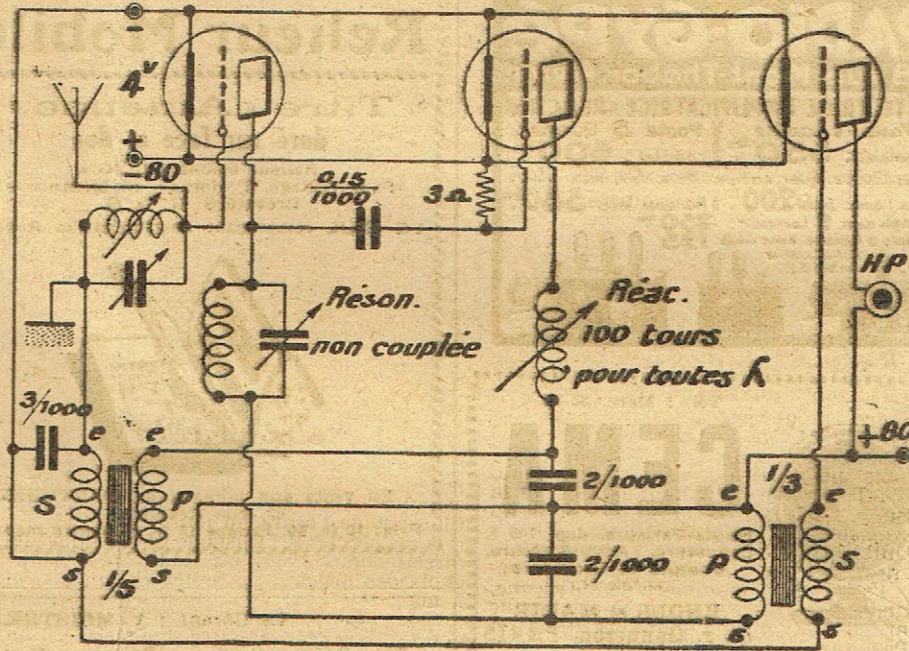 -
4v
+
-80
0,15
1000
3Ω
HP
Réson.
non couplée
Réac.
100 tours
pour toutes λ
3/1000
e
e
S
P
s
s
1/5
2/1000
2/1000
+80
1/3
e
e
P
S
s
s